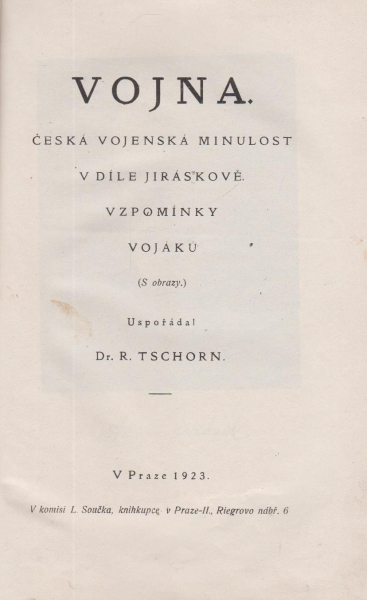 VOJNA.
ČESKÁ VOJENSKÁ MINULOST
V DÍLE JIRÁSKOVĚ.
VZPOMÍNKY
VOJÁKŮ
(S obrazy.)
Uspořádal
Dr. R. TSCHORN.
V Praze 1923.
V komisi L. Součka, knihkupce v Praze-II., Riegrovo nábř. 6